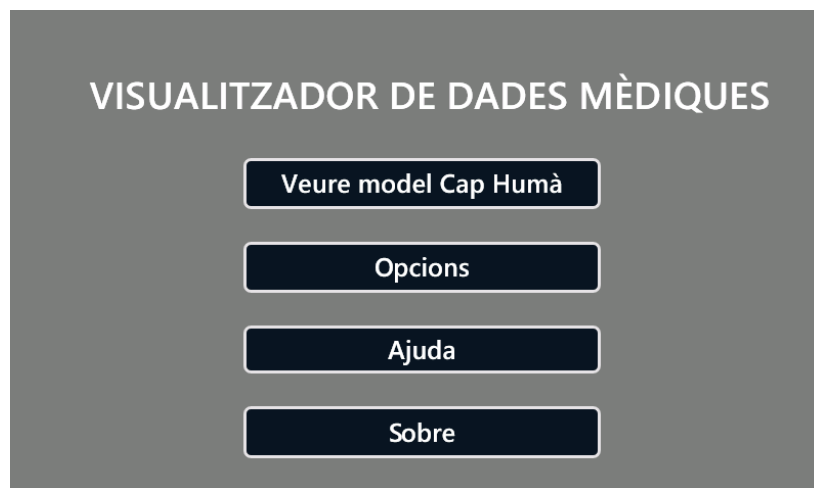 VISUALITZADOR DE DADES MÈDIQUES
Veure model Cap Humà
Opcions
Ajuda
Sobre